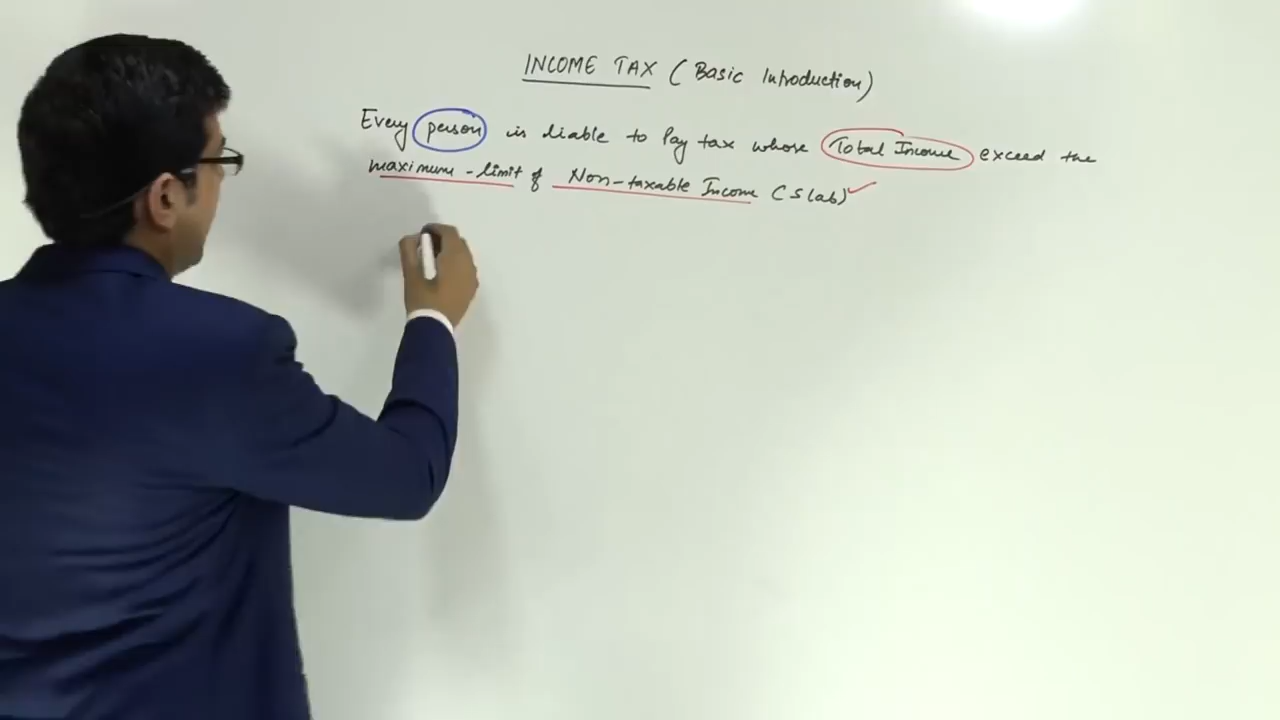 INCOME TAX (Basic Introduction)
Every person is liable to Pay tax whose Total Income exceed the
maximum-limit of Non-taxable Income (Slab)